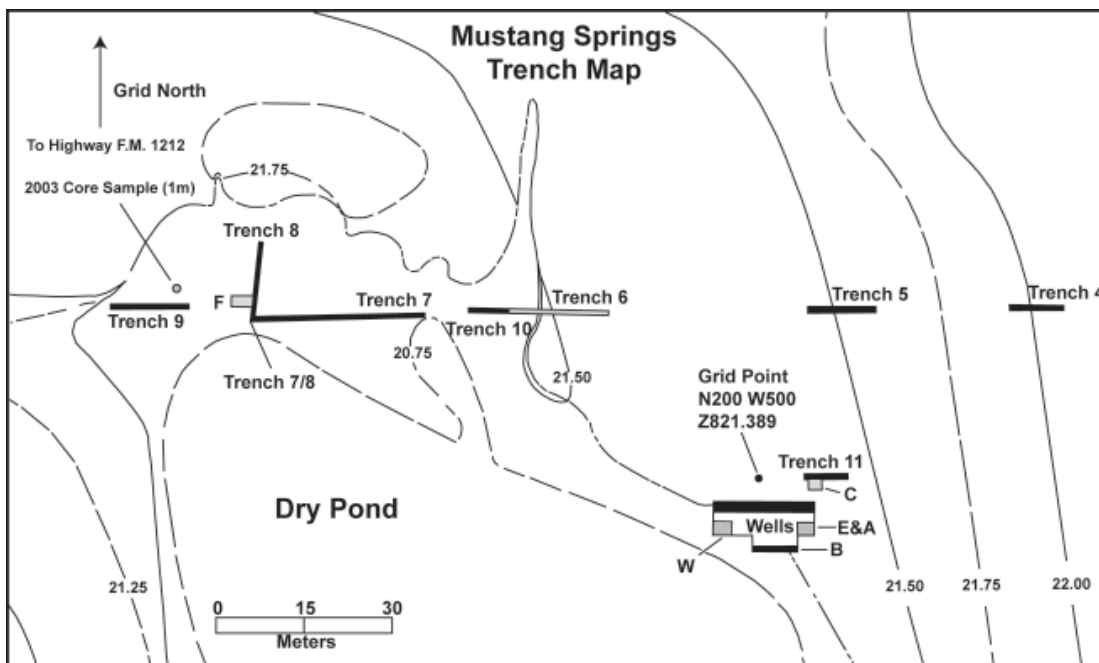 Mustang Springs
Trench Map
Grid North
To Highway F.M. 1212
2003 Core Sample (1m)
21.75
Trench 8
F
Trench 7
Trench 6
Trench 5
Trench 4
Trench 9
Trench 10
Trench 7/8
20.75
21.50
Grid Point
N200 W500
Z821.389
Trench 11
C
Dry Pond
Wells
E&A
B
W
21.25
21.50
21.75
22.00
0 15 30
Meters